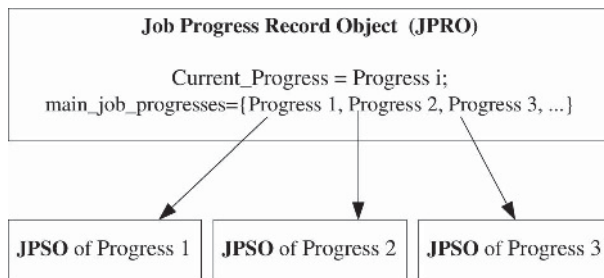 Job Progress Record Object (JPRO)
Current_Progress = Progress i;
main_job_progresses={Progress 1, Progress 2, Progress 3, ...}
JPSO of Progress 1
JPSO of Progress 2
JPSO of Progress 3